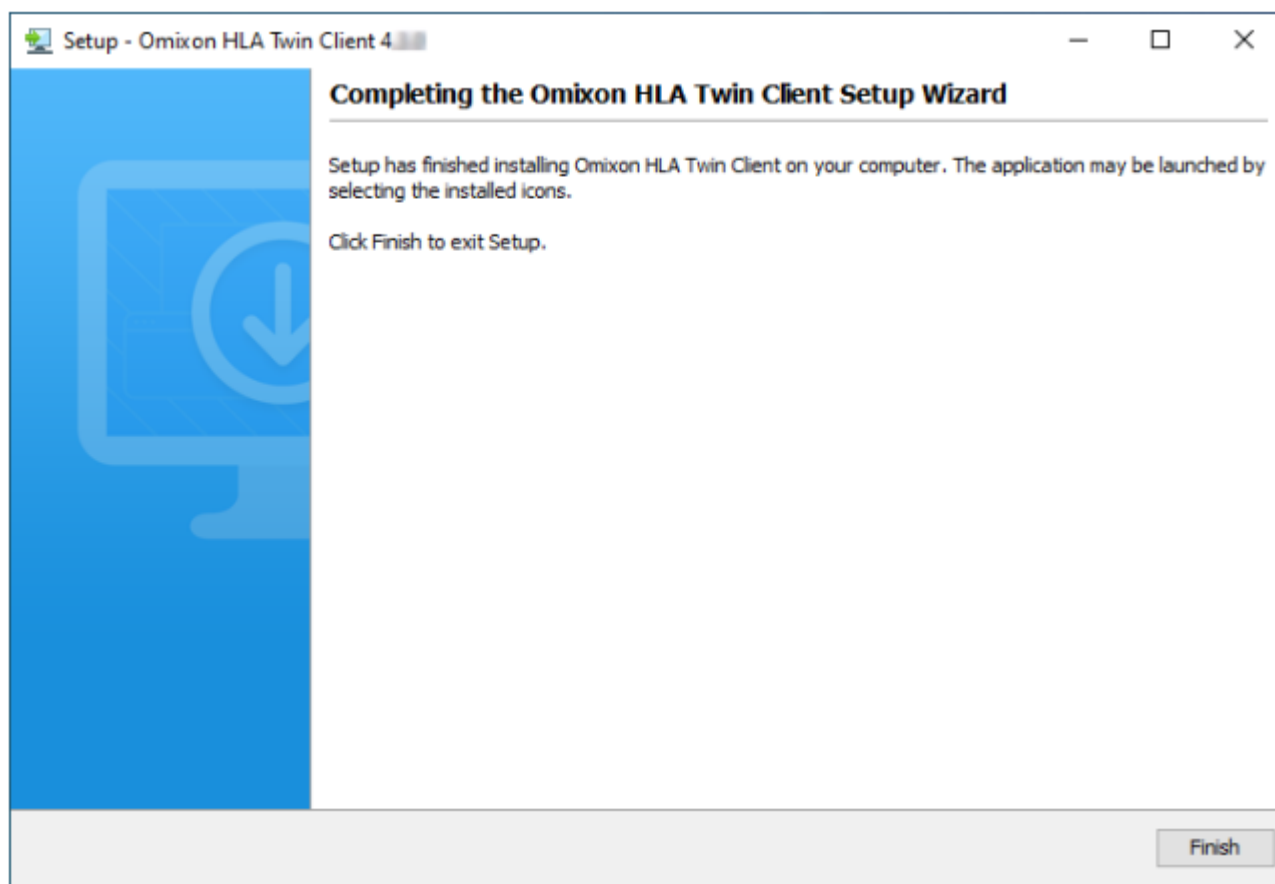 Setup - Omixon HLA Twin Client 4
Completing the Omixon HLA Twin Client Setup Wizard
Setup has finished installing Omixon HLA Twin Client on your computer. The application may be launched by
selecting the installed icons.
Click Finish to exit Setup.
Finish